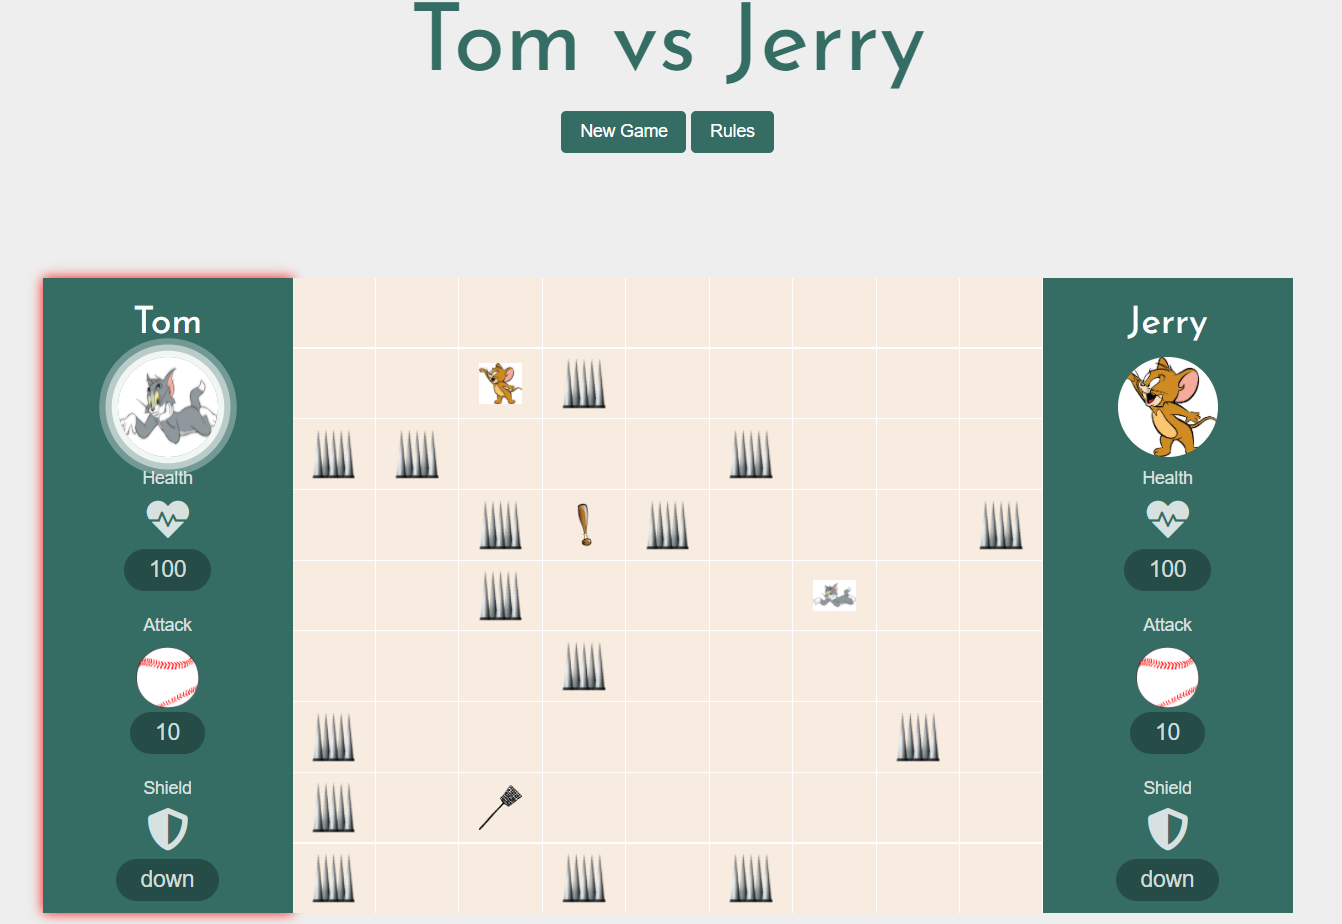 Tom vs Jerry
New Game
Rules
Tom
Health
100
Attack
10
Shield
down
Jerry
Health
100
Attack
10
Shield
down